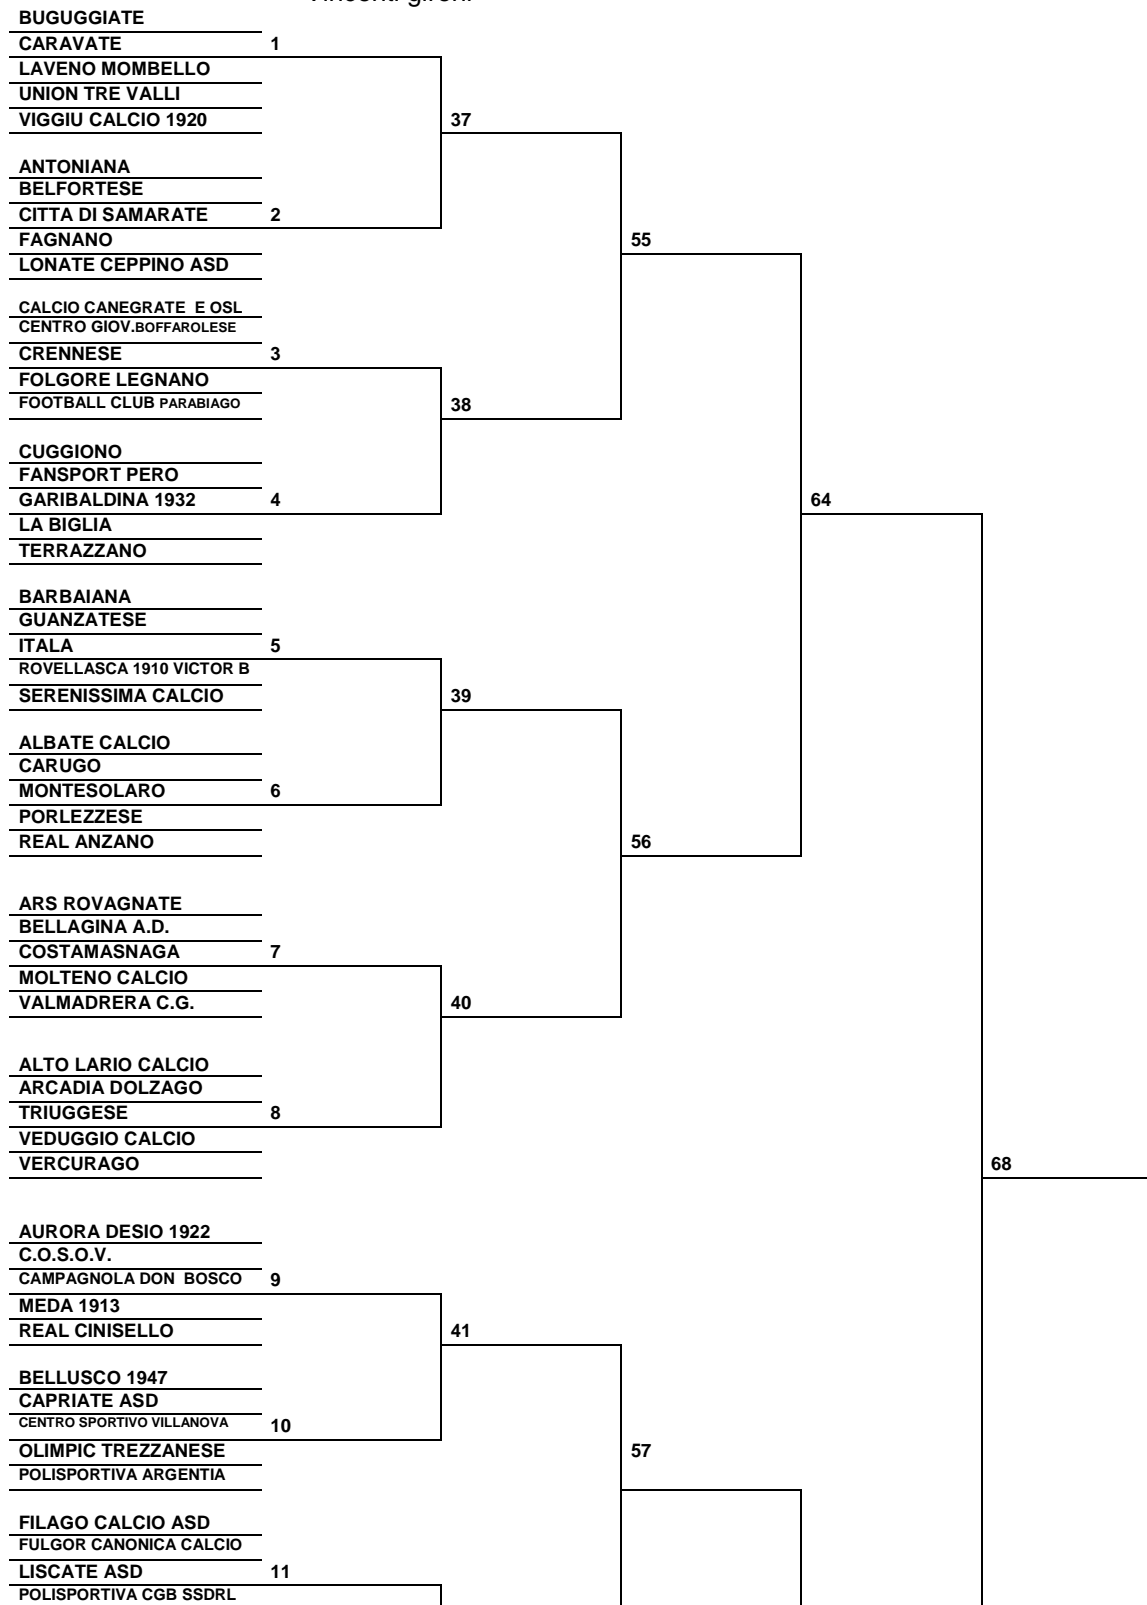 Vincenti gironi
BUGUGGIATE
CARAVATE 1
LAVENO MOMBELLO
UNION TRE VALLI
VIGGIU CALCIO 1920 37
ANTONIANA
BELFORTESE
CITTA DI SAMARATE 2
FAGNANO 55
LONATE CEPPINO ASD
CALCIO CANEGRATE E OSL
CENTRO GIOV.BOFFAROLESE
CRENNESE 3
FOLGORE LEGNANO
FOOTBALL CLUB PARABIAGO 38
CUGGIONO
FANSPORT PERO
GARIBALDINA 1932 4 64
LA BIGLIA
TERRAZZANO
BARBAIANA
GUANZATESE
ITALA 5
ROVELLASCA 1910 VICTOR B
SERENISSIMA CALCIO 39
ALBATE CALCIO
CARUGO
MONTESOLARO 6
PORLEZZESE
REAL ANZANO 56
ARS ROVAGNATE
BELLAGINA A.D.
COSTAMASNAGA 7
MOLTENO CALCIO
VALMADRERA C.G. 40
ALTO LARIO CALCIO
ARCADIA DOLZAGO
TRIUGGESE 8
VEDUGGIO CALCIO
VERCURAGO 68
AURORA DESIO 1922
C.O.S.O.V.
CAMPAGNOLA DON BOSCO 9
MEDA 1913
REAL CINISELLO 41
BELLUSCO 1947
CAPRIATE ASD
CENTRO SPORTIVO VILLANOVA 10
OLIMPIC TREZZANESE 57
POLISPORTIVA ARGENTIA
FILAGO CALCIO ASD
FULGOR CANONICA CALCIO
LISCATE ASD 11
POLISPORTIVA CGB SSDRL